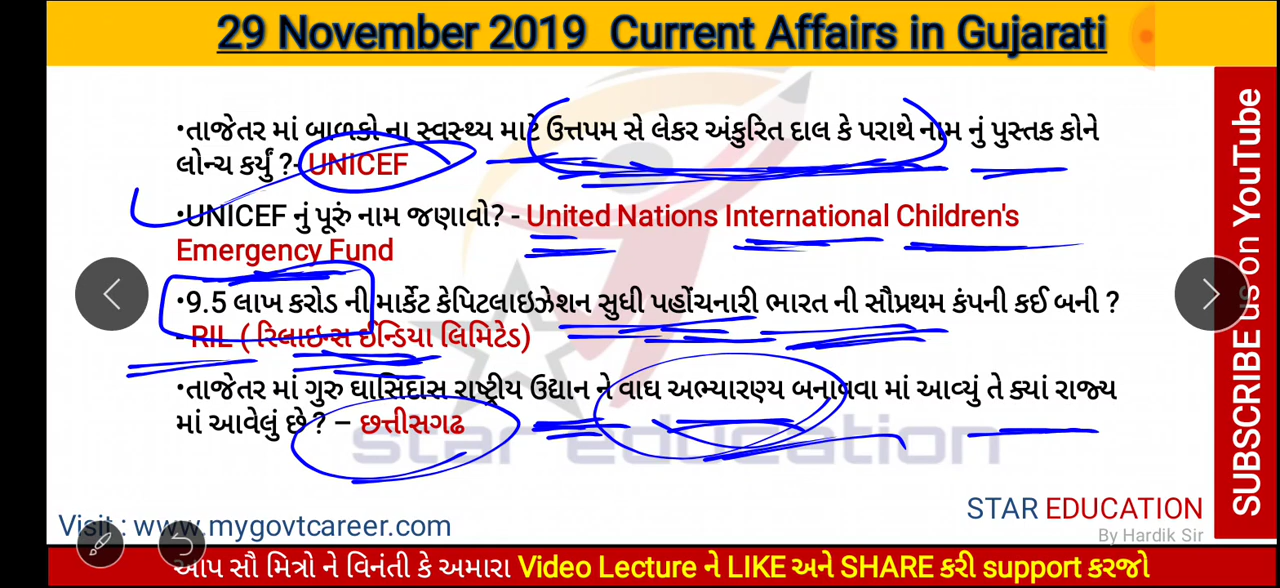 29 November 2019 Current Affairs in Gujarati
•તાજેતર માં બાળકો ના સ્વસ્થ્ય માટે ઉત્તપમ સે લેકર અંકુરિત દાલ કે પરાથે નામ નું પુસ્તક કોને
લોન્ચ કર્યું ?- UNICEF
•UNICEF નું પૂરું નામ જણાવો? - United Nations International Children's
Emergency Fund
•9.5 લાખ કરોડ ની માર્કેટ કેપિટલાઇઝેશન સુધી પહોંચનારી ભારત ની સૌપ્રથમ કંપની કઈ બની ?
- RIL ( રિલાઇન્સ ઈન્ડિયા લિમિટેડ)
•તાજેતર માં ગુરુ ઘાસિદાસ રાષ્ટ્રીય ઉદ્યાન ને વાઘ અભ્યારણ્ય બનાવવા માં આવ્યું તે ક્યાં રાજ્ય
માં આવેલું છે ? – છત્તીસગઢ
star education
STAR EDUCATION
Visit : www.mygovtcareer.com
By Hardik Sir
આપ સૌ મિત્રો ને વિનંતી કે અમારા Video Lecture ને LIKE અને SHARE કરી support કરજો
SUBSCRIBE us on YouTube